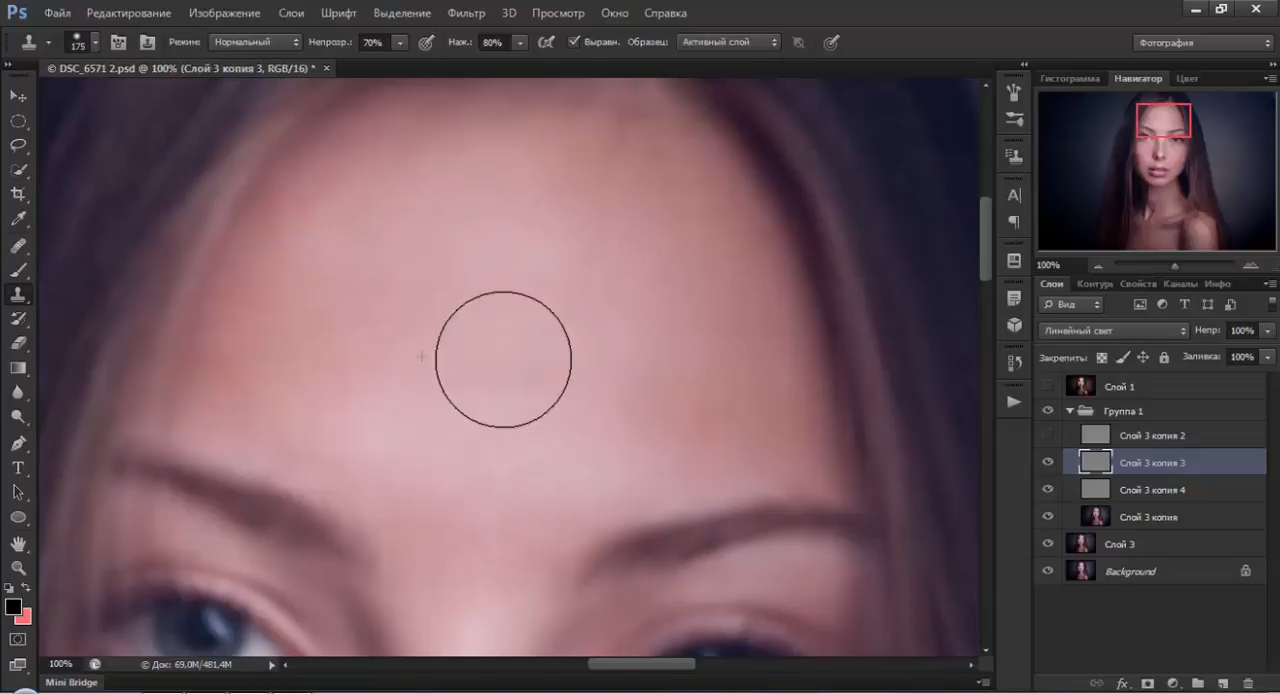 Ps Файл Редактирование Изображение Слои Шрифт Выделение Фильтр 3D Просмотр Окно Справка
175 Режим: Нормальный Непрозр.: 70% Наж.: 80% Выравн. Образец: Активный слой Фотография
© DSC_6571 2.psd @ 100% (Слой 3 копия 3, RGB/16) * ×
Гистограмма Навигатор Цвет
100%
Слои Контур Свойств Каналы Инфо
Вид
Линейный свет Непр: 100%
Закрепить: Заливка: 100%
Слой 1
Группа 1
Слой 3 копия 2
Слой 3 копия 3
Слой 3 копия 4
Слой 3 копия
Слой 3
Background
100% © Док: 69,0M/481,4M
Mini Bridge